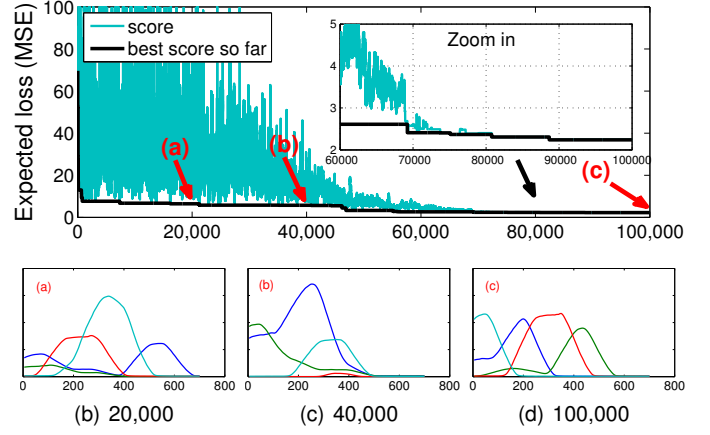 Expected loss (MSE)
100
80
60
40
20
0
score
best score so far
Zoom in
5
4
3
2
60000 70000 80000 90000 100000
(a)
(b)
(c)
0 20,000 40,000 60,000 80,000 100,000
(a)
0 200 400 600 800
(b) 20,000
(b)
0 200 400 600 800
(c) 40,000
(c)
0 200 400 600 800
(d) 100,000